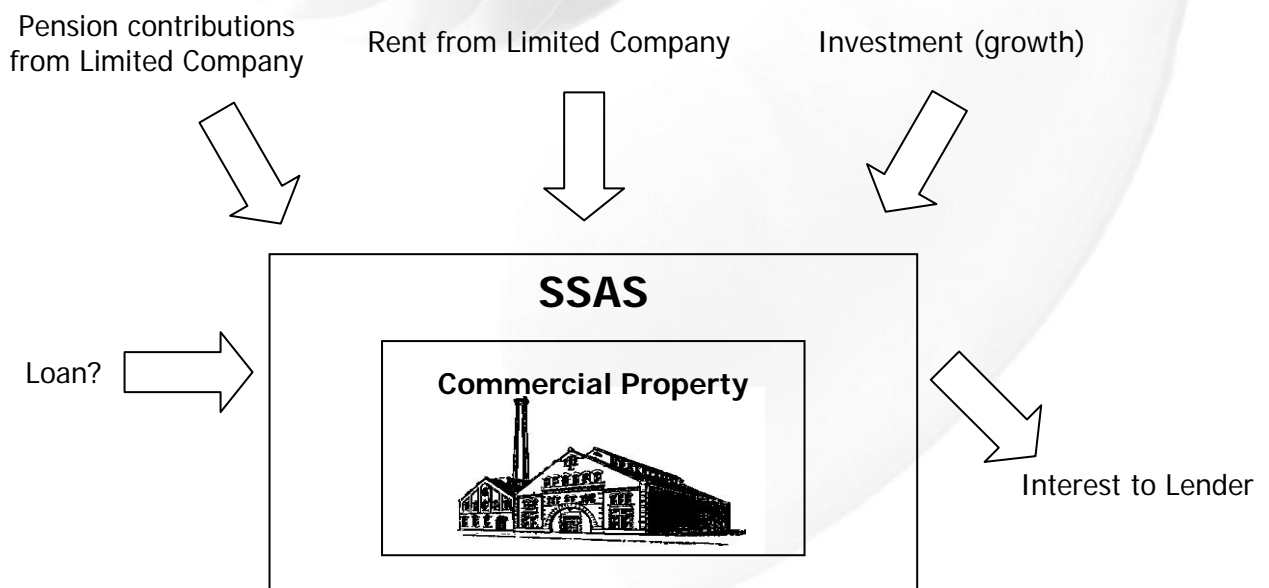 Pension contributions
from Limited Company
Rent from Limited Company
Investment (growth)
SSAS
Loan?
Commercial Property
Interest to Lender